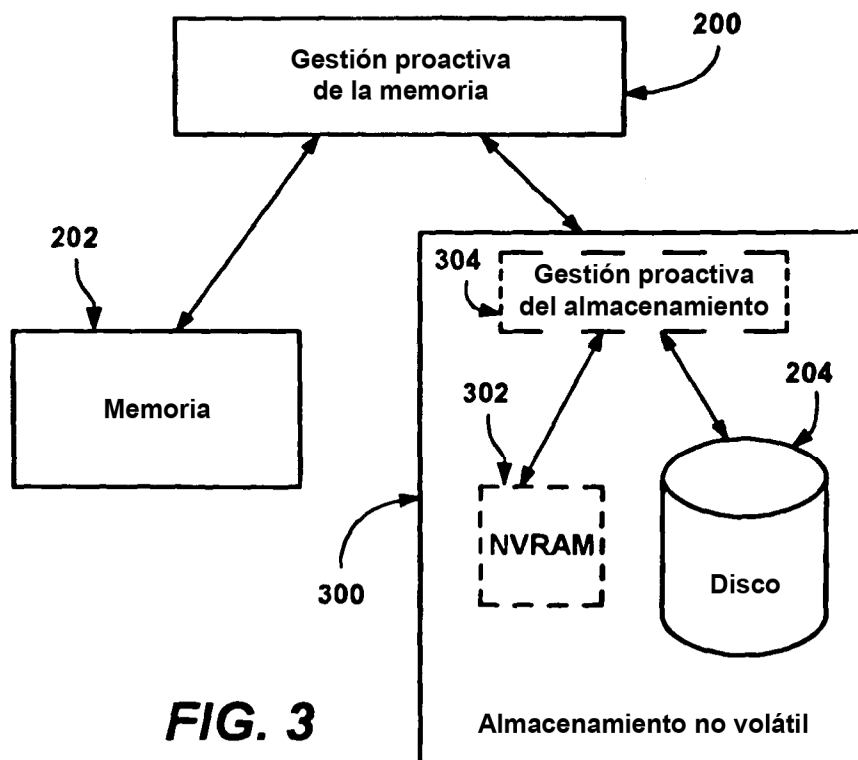 200
Gestión proactiva
de la memoria
202
304
Gestión proactiva
del almacenamiento
Memoria
302
204
NVRAM
Disco
300
FIG. 3
Almacenamiento no volátil